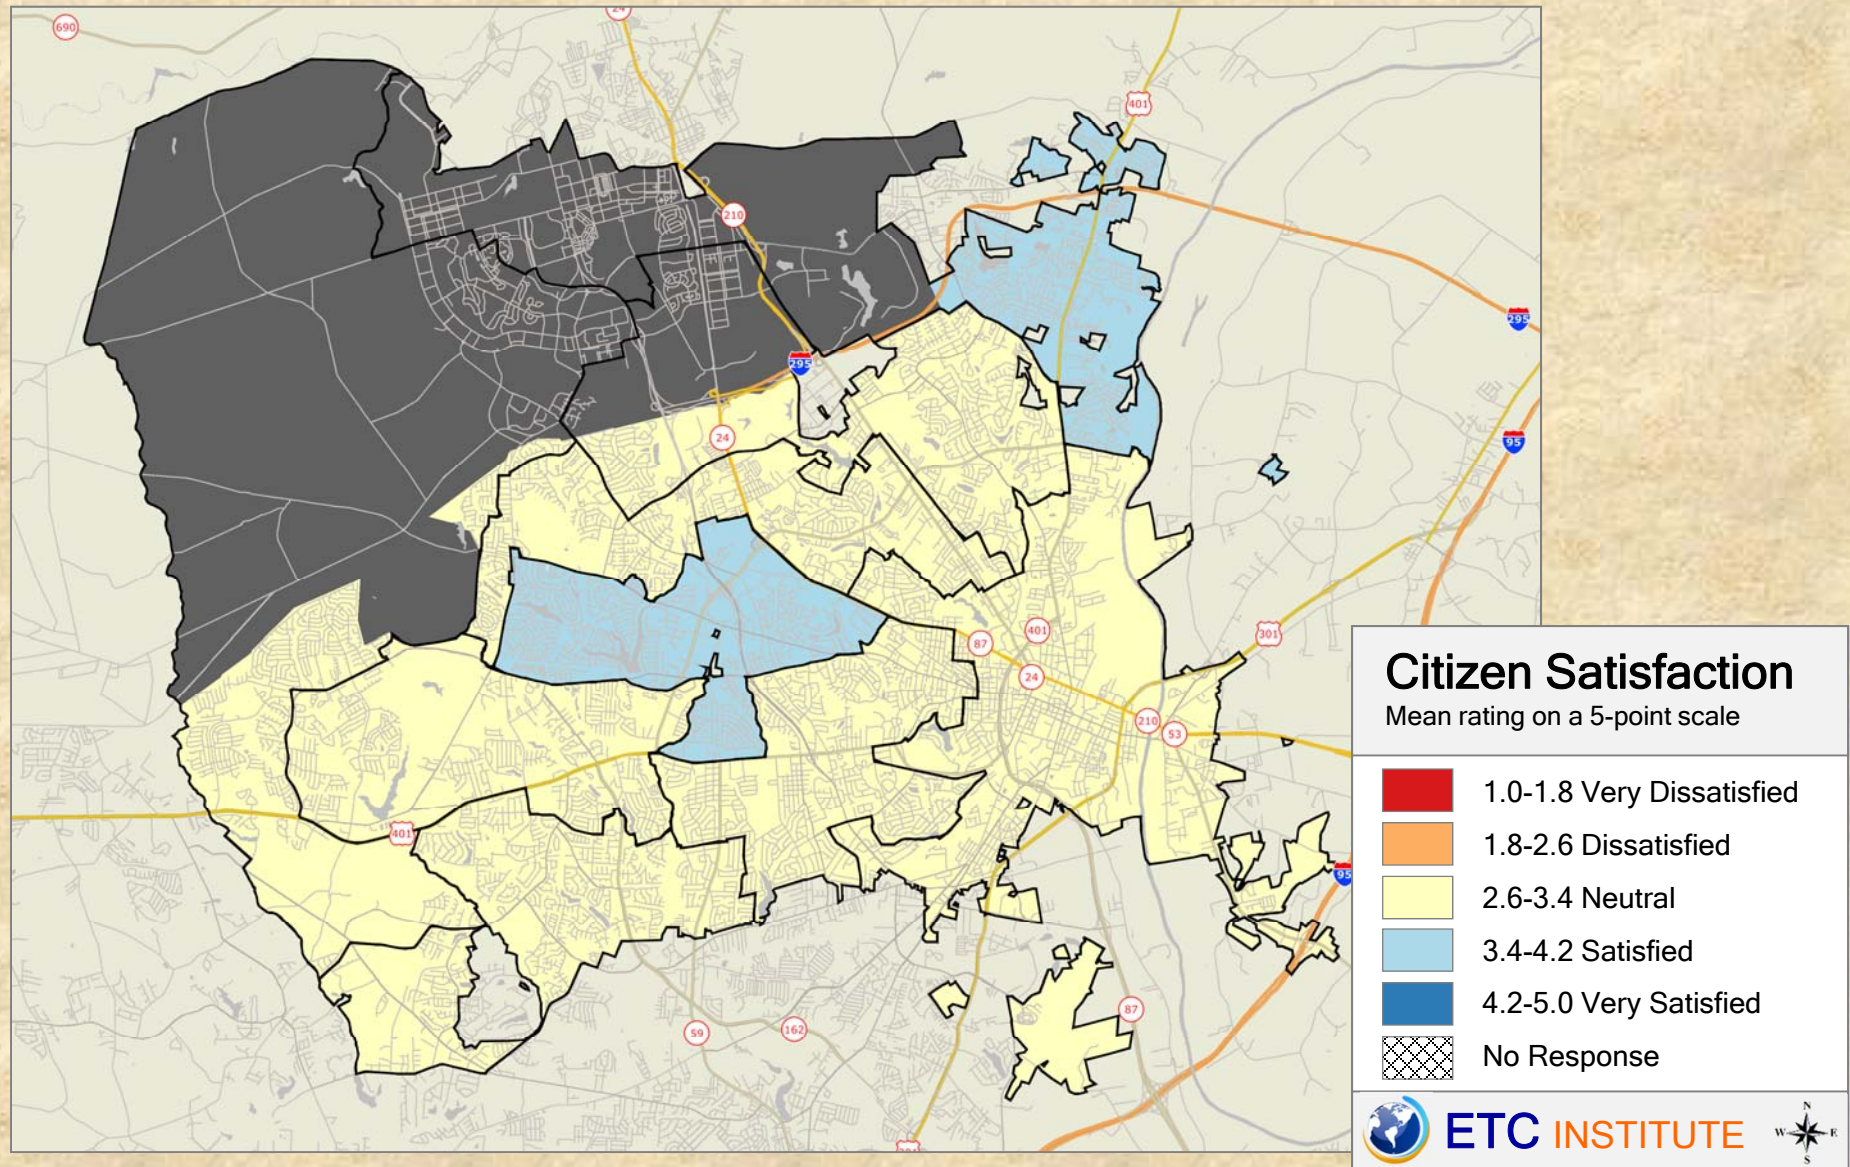 690
24
401
210
295
295
24
95
401
87
301
24
210
53
401
95
87
59
162
Citizen Satisfaction
Mean rating on a 5-point scale
1.0-1.8 Very Dissatisfied
1.8-2.6 Dissatisfied
2.6-3.4 Neutral
3.4-4.2 Satisfied
4.2-5.0 Very Satisfied
No Response
ETC INSTITUTE
N
W E
S